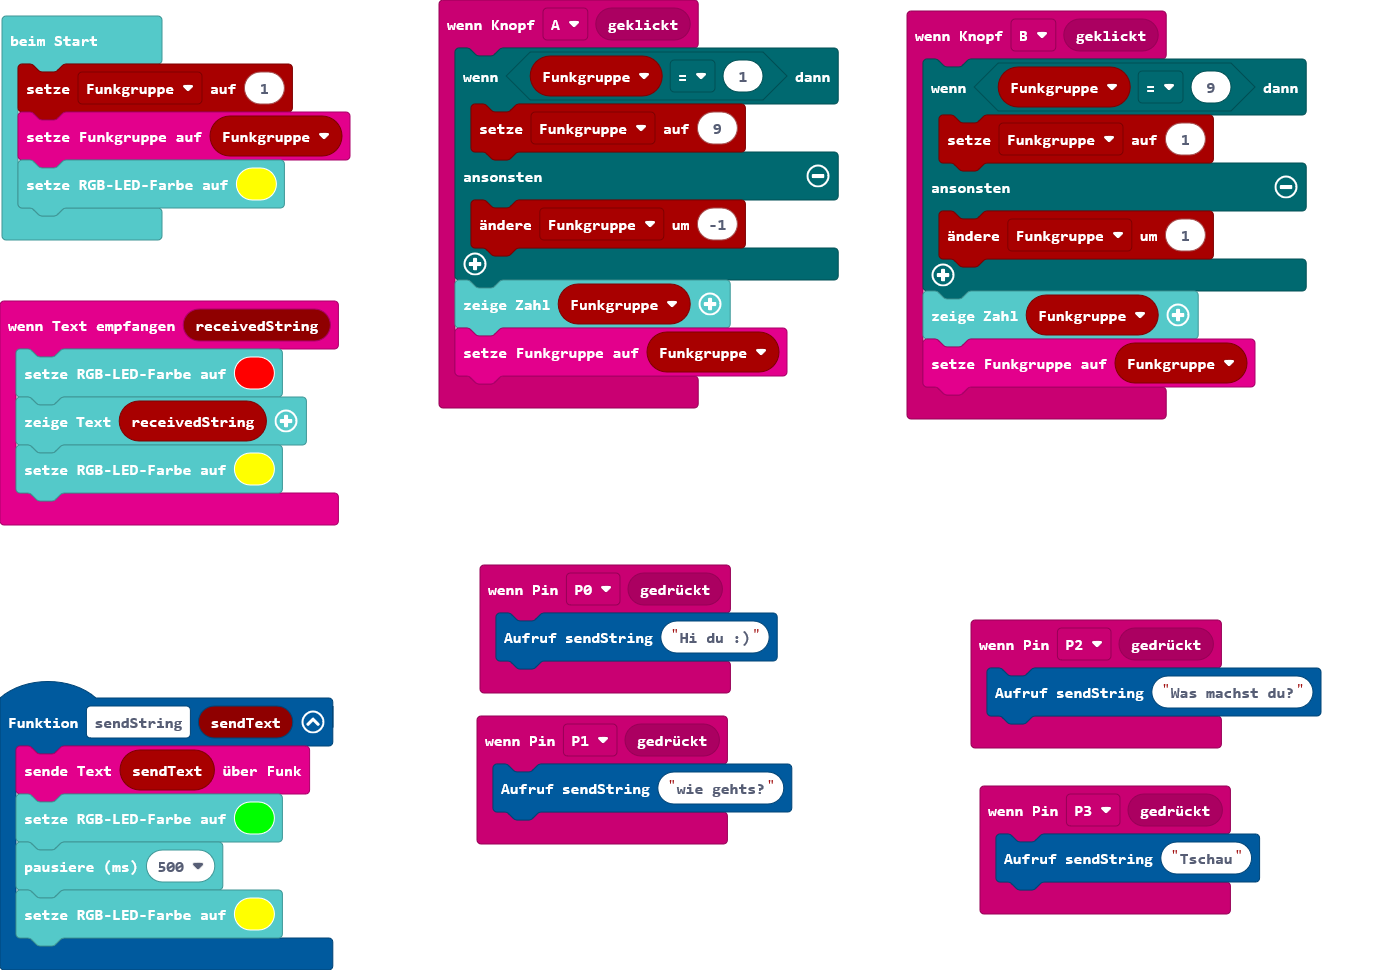 beim Start
setze Funkgruppe auf 1
setze Funkgruppe auf Funkgruppe
setze RGB-LED-Farbe auf
wenn Text empfangen receivedString
setze RGB-LED-Farbe auf
zeige Text receivedString
setze RGB-LED-Farbe auf
Funktion sendString sendText
sende Text sendText über Funk
setze RGB-LED-Farbe auf
pausiere (ms) 500
setze RGB-LED-Farbe auf
wenn Knopf A geklickt
wenn Funkgruppe = 1 dann
setze Funkgruppe auf 9
ansonsten
ändere Funkgruppe um -1
zeige Zahl Funkgruppe
setze Funkgruppe auf Funkgruppe
wenn Pin P0 gedrückt
Aufruf sendString "Hi du :)"
wenn Pin P1 gedrückt
Aufruf sendString "wie gehts?"
wenn Knopf B geklickt
wenn Funkgruppe = 9 dann
setze Funkgruppe auf 1
ansonsten
ändere Funkgruppe um 1
zeige Zahl Funkgruppe
setze Funkgruppe auf Funkgruppe
wenn Pin P2 gedrückt
Aufruf sendString "Was machst du?"
wenn Pin P3 gedrückt
Aufruf sendString "Tschau"